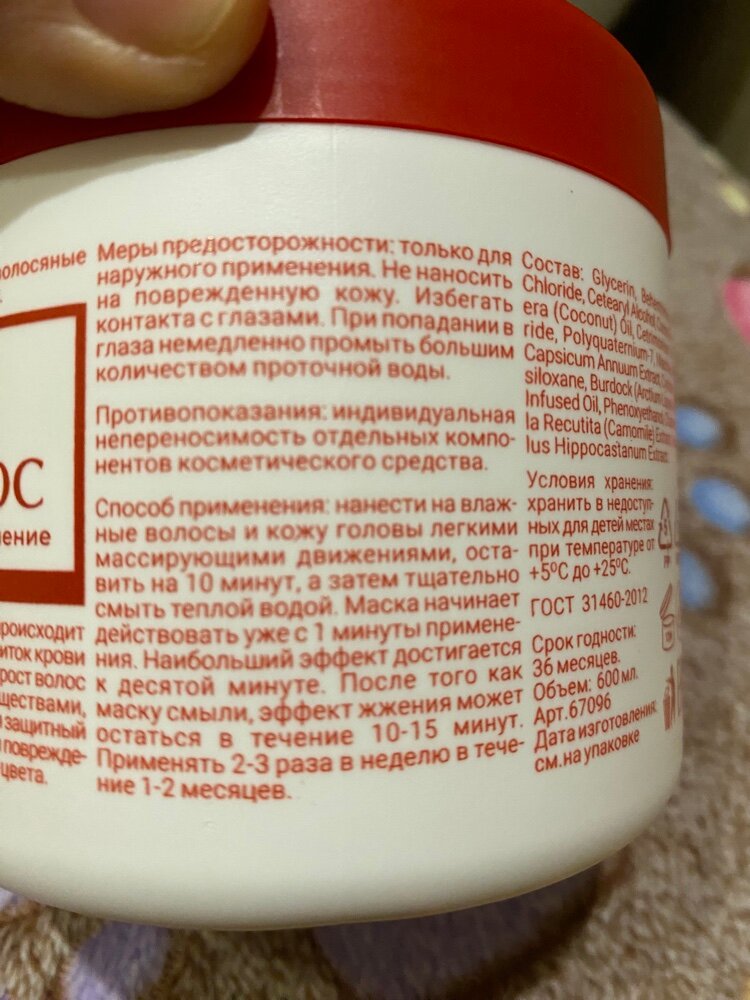 волосяные
ОС
ление
происходит
иток крови
рост волос
ществами,
защитный
поврежде-
цвета.
Меры предосторожности: только для
наружного применения. Не наносить
на поврежденную кожу. Избегать
контакта с глазами. При попадании в
глаза немедленно промыть большим
количеством проточной воды.
Противопоказания: индивидуальная
непереносимость отдельных компо-
нентов косметического средства.
Способ применения: нанести на влаж-
ные волосы и кожу головы легкими
массирующими движениями, оста-
вить на 10 минут, а затем тщательно
смыть теплой водой. Маска начинает
действовать уже с 1 минуты примене-
ния. Наибольший эффект достигается
к десятой минуте. После того как
маску смыли, эффект жжения может
остаться в течение 10-15 минут.
Применять 2-3 раза в неделю в тече-
ние 1-2 месяцев.
Состав: Glycerin,
Chloride, Cetearyl Alcohol,
era (Coconut) Oil,
ride, Polyquaternium-7,
Capsicum Annuum Extract,
siloxane, Burdock (Arctium
Infused Oil, Phenoxyethanol,
la Recutita (Camomile) Extract
lus Hippocastanum Extract.
Условия хранения:
хранить в недоступ-
ных для детей местах
при температуре от
+5°С до +25°С.
ГОСТ 31460-2012
Срок годности:
36 месяцев.
Объем: 600 мл.
Арт.67096
Дата изготовления:
см.на упаковке
5
PP